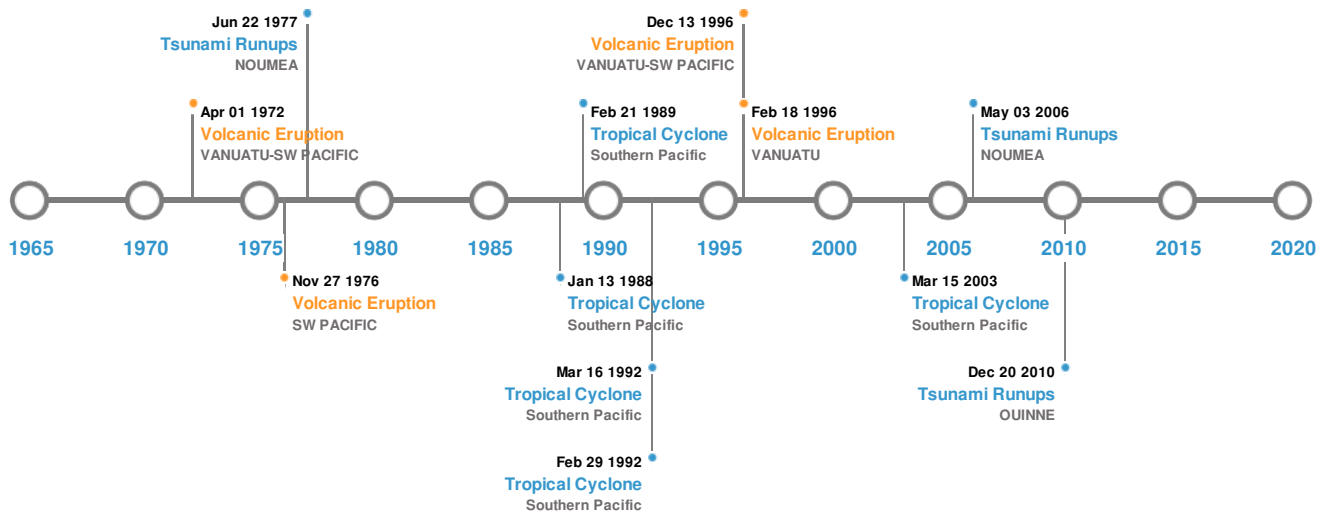 Jun 22 1977
Tsunami Runups
NOUMEA
Dec 13 1996
Volcanic Eruption
VANUATU-SW PACIFIC
Apr 01 1972
Volcanic Eruption
VANUATU-SW PACIFIC
Feb 21 1989
Tropical Cyclone
Southern Pacific
Feb 18 1996
Volcanic Eruption
VANUATU
May 03 2006
Tsunami Runups
NOUMEA
1965 1970 1975 1980 1985 1990 1995 2000 2005 2010 2015 2020
Nov 27 1976
Volcanic Eruption
SW PACIFIC
Jan 13 1988
Tropical Cyclone
Southern Pacific
Mar 15 2003
Tropical Cyclone
Southern Pacific
Mar 16 1992
Tropical Cyclone
Southern Pacific
Dec 20 2010
Tsunami Runups
OUINNE
Feb 29 1992
Tropical Cyclone
Southern Pacific